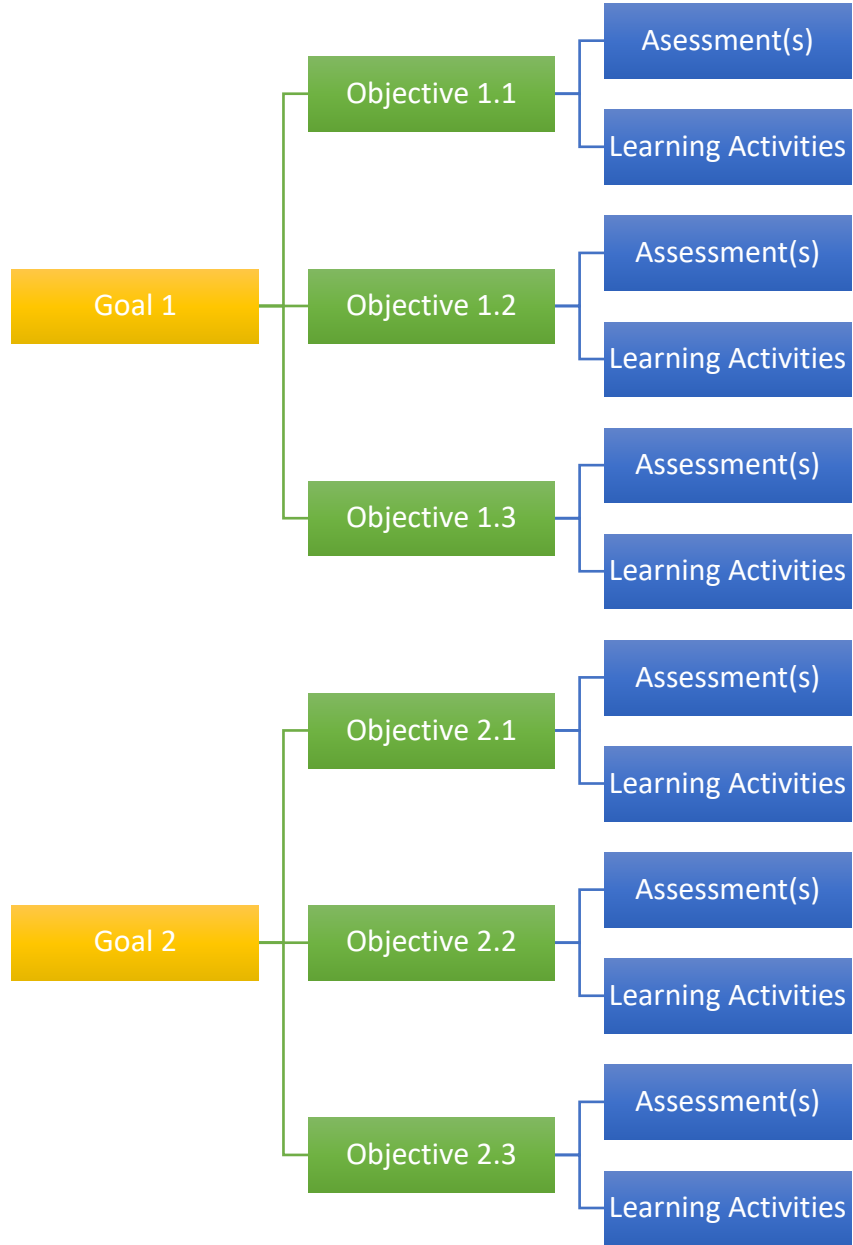 Goal 1
Objective 1.1
Asessment(s)
Learning Activities
Objective 1.2
Assessment(s)
Learning Activities
Objective 1.3
Assessment(s)
Learning Activities
Goal 2
Objective 2.1
Assessment(s)
Learning Activities
Objective 2.2
Assessment(s)
Learning Activities
Objective 2.3
Assessment(s)
Learning Activities